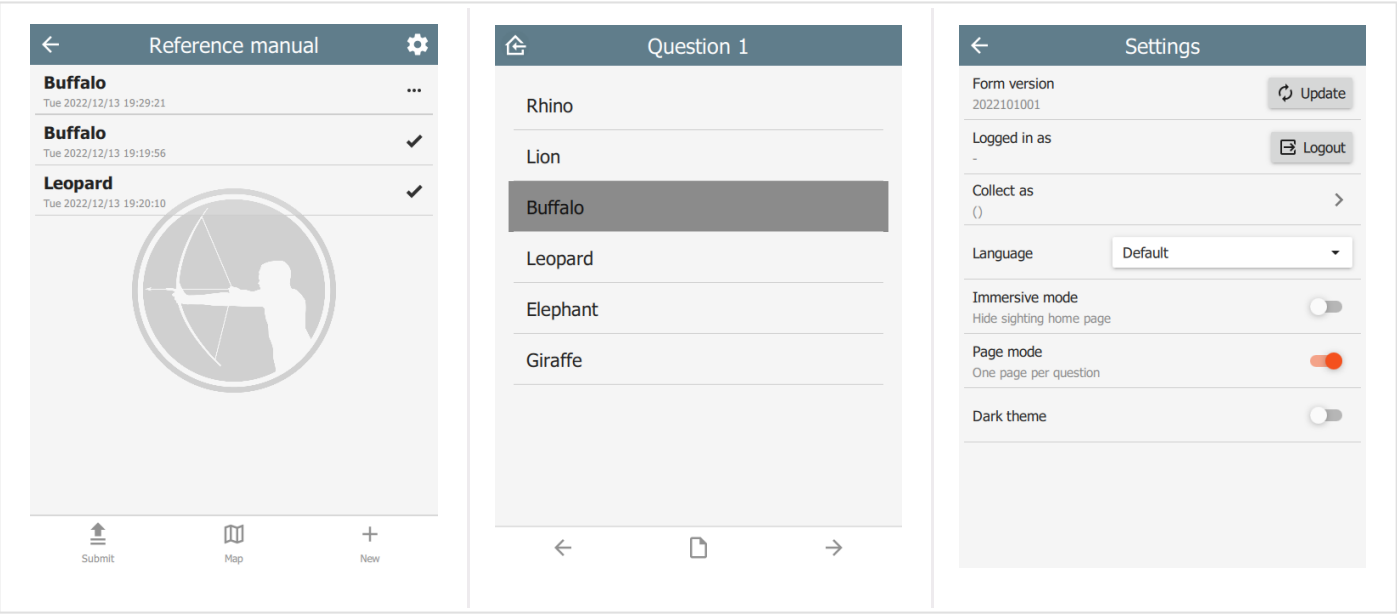 Reference manual
Buffalo
Tue 2022/12/13 19:29:21
Buffalo
Tue 2022/12/13 19:19:56
Leopard
Tue 2022/12/13 19:20:10
Submit
Map
New
Question 1
Rhino
Lion
Buffalo
Leopard
Elephant
Giraffe
Settings
Form version
2022101001
Update
Logged in as
-
Logout
Collect as
()
Language
Default
Immersive mode
Hide sighting home page
Page mode
One page per question
Dark theme